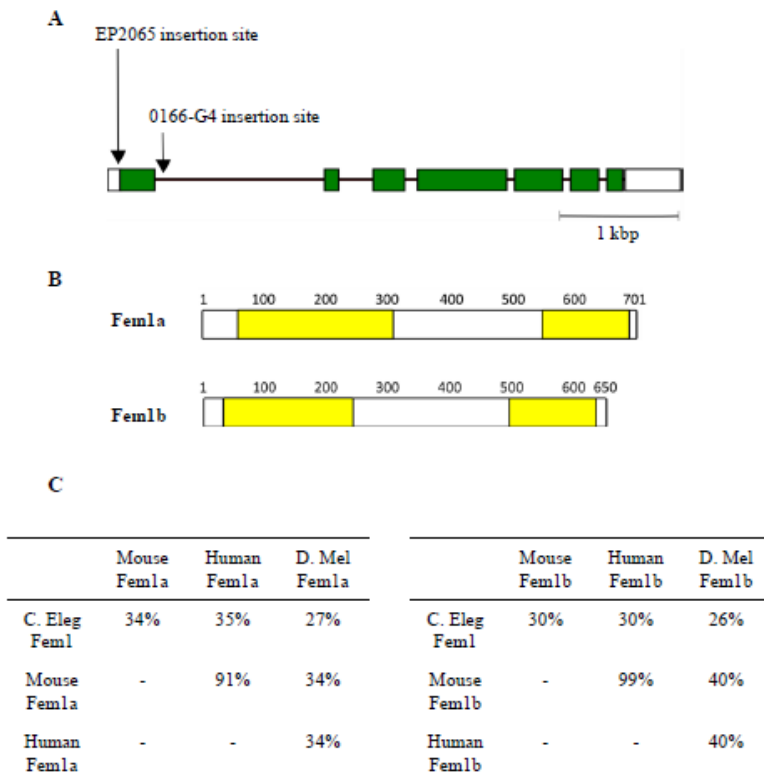 A
EP2065 insertion site
0166-G4 insertion site
1 kbp
B
1 100 200 300 400 500 600 701
Fem1a
1 100 200 300 400 500 600 650
Fem1b
C
Mouse Fem1a Human Fem1a D. Mel Fem1a
C. Eleg Fem1 34% 35% 27%
Mouse Fem1a - 91% 34%
Human Fem1a - - 34%
Mouse Fem1b Human Fem1b D. Mel Fem1b
C. Eleg Fem1 30% 30% 26%
Mouse Fem1b - 99% 40%
Human Fem1b - - 40%